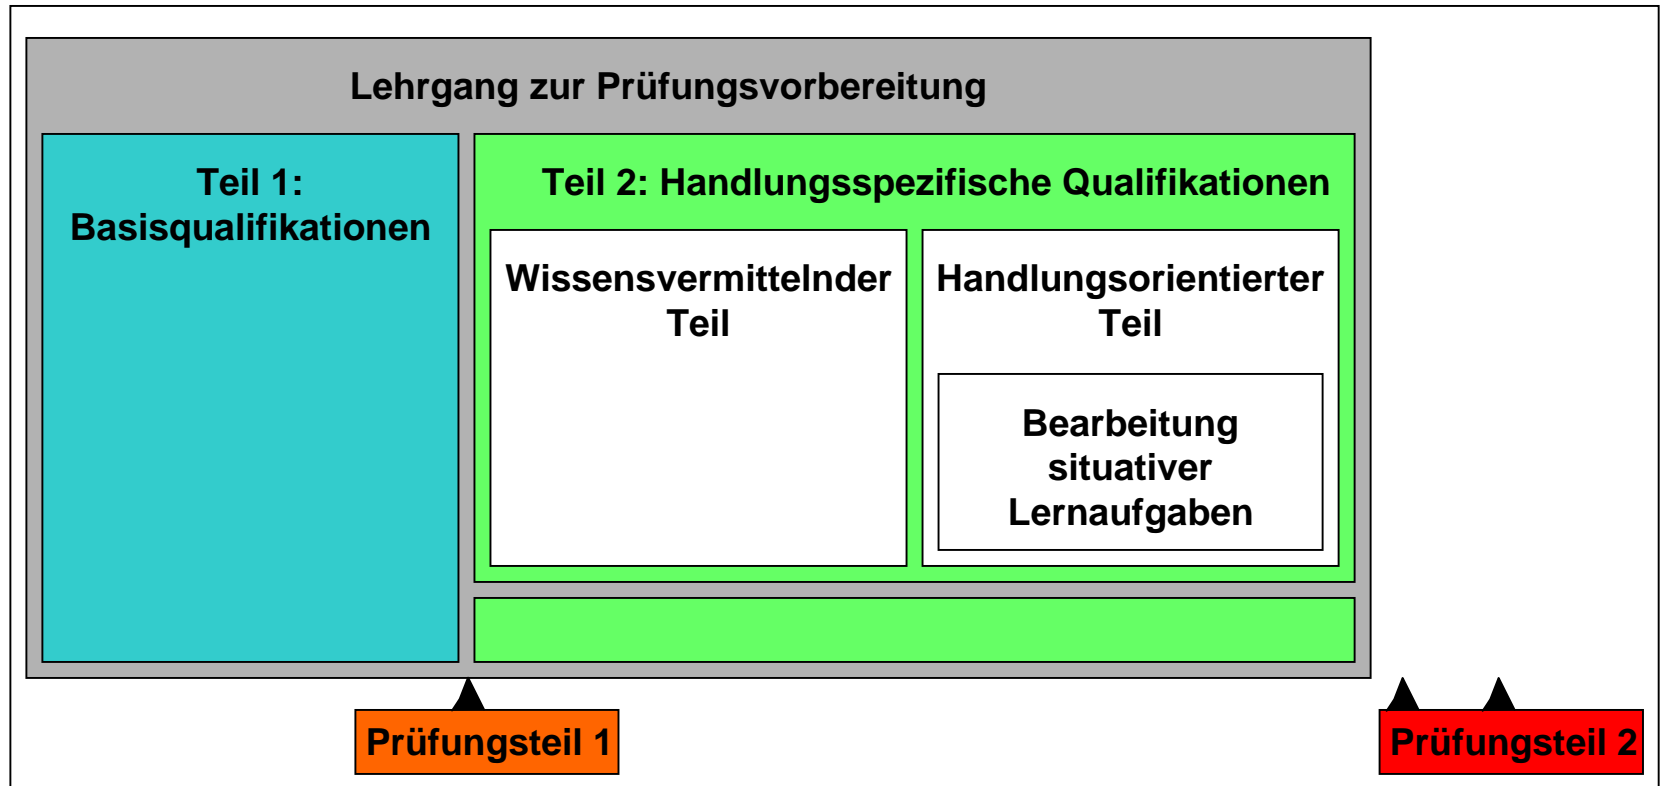 Lehrgang zur Prüfungsvorbereitung
Teil 1:
Basisqualifikationen
Teil 2: Handlungsspezifische Qualifikationen
Wissensvermittelnder
Teil
Handlungsorientierter
Teil
Bearbeitung
situativer
Lernaufgaben
Prüfungsteil 1
Prüfungsteil 2